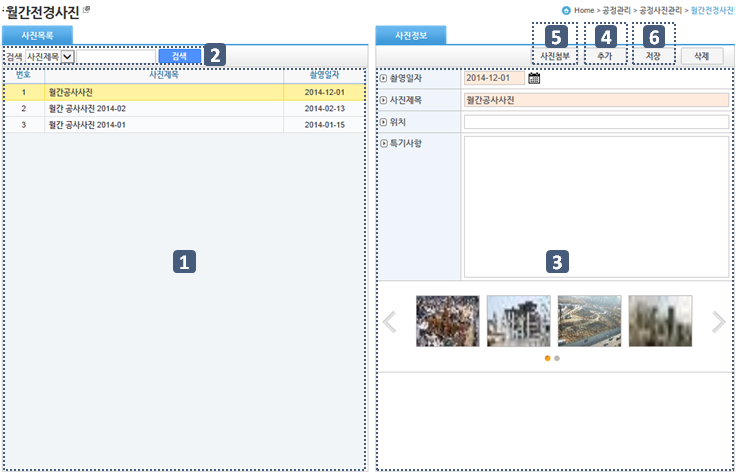 월간전경사진
Home > 공정관리 > 공정사진관리 > 월간전경사진
사진목록
검색 사진제목 검색 2
번호 사진제목 촬영일자
1 월간공사사진 2014-12-01
2 월간 공사사진 2014-02 2014-02-13
3 월간 공사사진 2014-01 2014-01-15
1
사진정보
5 4 6
사진첨부 추가 저장 삭제
촬영일자 2014-12-01
사진제목 월간공사사진
위치
특기사항
3